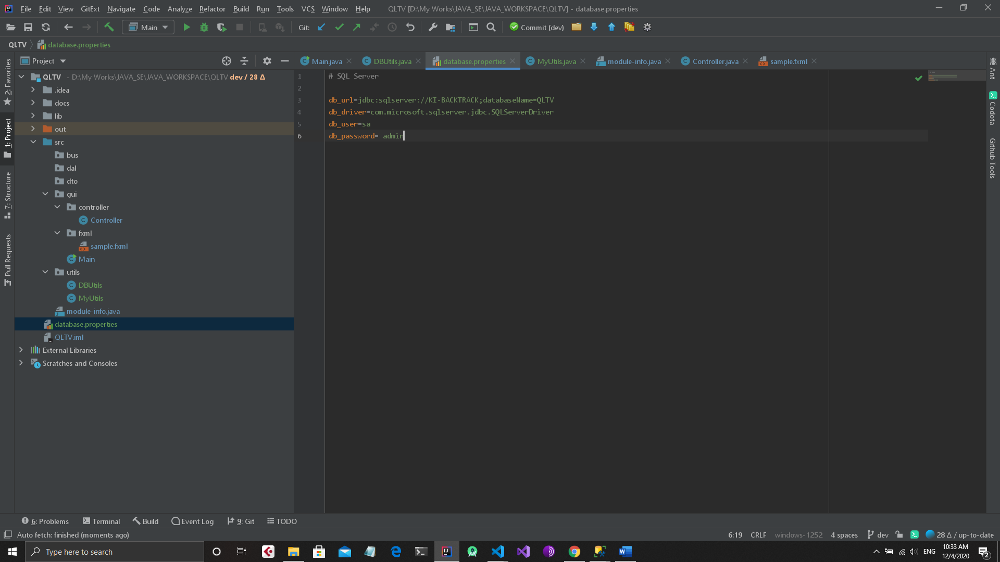 File Edit View GitExt Navigate Code Analyze Refactor Build Run Tools VCS Window Help QLTV [D:\My Works\JAVA_SE\JAVA_WORKSPACE\QLTV] - database.properties
Main Git: Commit (dev)
QLTV database.properties
Project
Main.java DBUtils.java database.properties MyUtils.java module-info.java Controller.java sample.fxml
QLTV - D:\My Works\JAVA_SE\JAVA_WORKSPACE\QLTV dev / 28 Δ
.idea
docs
lib
out
src
bus
dal
dto
gui
controller
Controller
fxml
sample.fxml
Main
utils
DBUtils
MyUtils
module-info.java
database.properties
QLTV.iml
External Libraries
Scratches and Consoles
1 # SQL Server
2
3 db_url=jdbc:sqlserver://KI-BACKTRACK;databaseName=QLTV
4 db_driver=com.microsoft.sqlserver.jdbc.SQLServerDriver
5 db_user=sa
6 db_password= admin
2: Favorites
1: Project
7: Structure
Pull Requests
Ant
Codota
Github Tools
6: Problems Terminal Build Event Log 9: Git TODO
Auto fetch: finished (moments ago) 6:19 CRLF windows-1252 4 spaces dev 28 Δ / up-to-date
Type here to search ENG 10:33 AM
12/4/2020 2